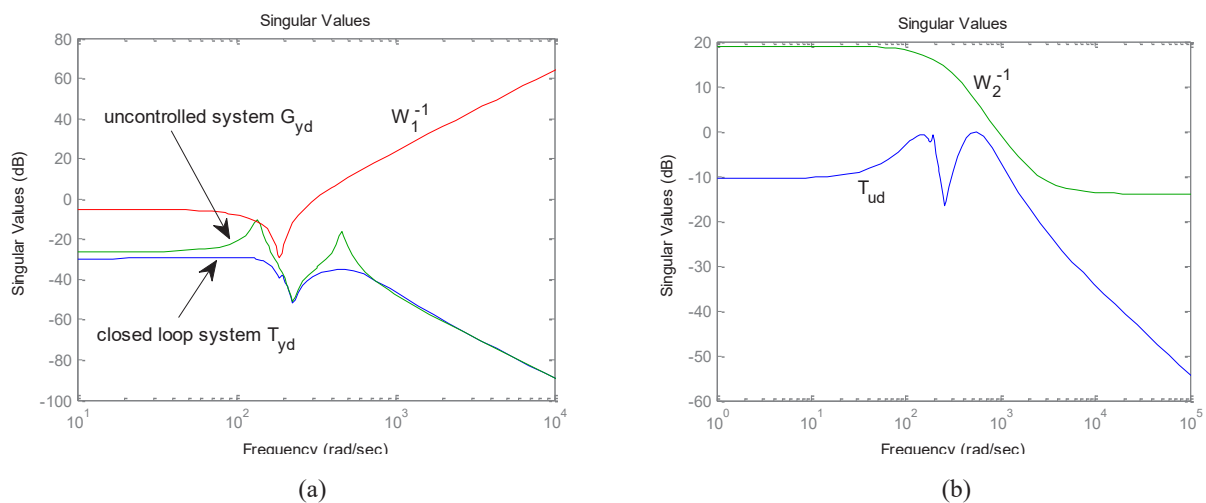 Singular Values
80
60
40
20
0
-20
-40
-60
-80
-100
Singular Values (dB)
uncontrolled system G_yd
W_1^-1
closed loop system T_yd
10^1
10^2
10^3
10^4
Frequency (rad/sec)
(a)
Singular Values
20
10
0
-10
-20
-30
-40
-50
-60
Singular Values (dB)
W_2^-1
T_ud
10^0
10^1
10^2
10^3
10^4
10^5
Frequency (rad/sec)
(b)